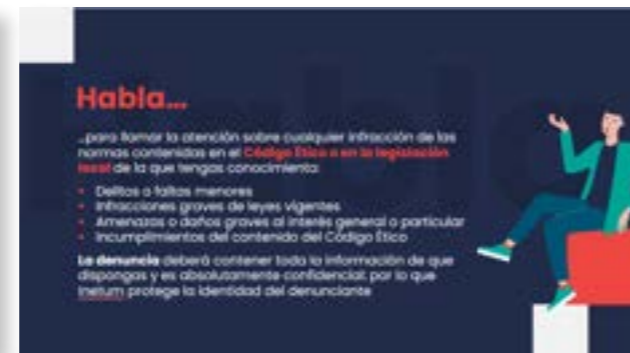 Habla...
...para llamar la atención sobre cualquier infracción de las
normas contenidas en el Código Ético o en la legislación
local de la que tengas conocimiento:
• Delitos o faltas menores
• Infracciones graves de leyes vigentes
• Amenazas o daños graves al interés general o particular
• Incumplimientos del contenido del Código Ético
La denuncia deberá contener toda la información de que
dispongas y es absolutamente confidencial, por lo que
Inetum protege la identidad del denunciante